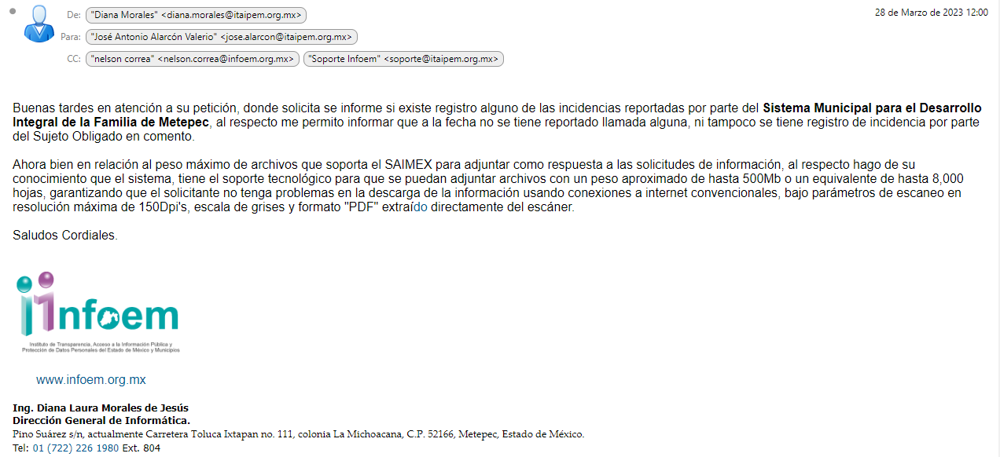 De: "Diana Morales" <diana.morales@itaipem.org.mx>
28 de Marzo de 2023 12:00
Para: "José Antonio Alarcón Valerio" <jose.alarcon@itaipem.org.mx>
CC: "nelson correa" <nelson.correa@infoem.org.mx> "Soporte Infoem" <soporte@itaipem.org.mx>
Buenas tardes en atención a su petición, donde solicita se informe si existe registro alguno de las incidencias reportadas por parte del Sistema Municipal para el Desarrollo
Integral de la Familia de Metepec, al respecto me permito informar que a la fecha no se tiene reportado llamada alguna, ni tampoco se tiene registro de incidencia por parte
del Sujeto Obligado en comento.
Ahora bien en relación al peso máximo de archivos que soporta el SAIMEX para adjuntar como respuesta a las solicitudes de información, al respecto hago de su
conocimiento que el sistema, tiene el soporte tecnológico para que se puedan adjuntar archivos con un peso aproximado de hasta 500Mb o un equivalente de hasta 8,000
hojas, garantizando que el solicitante no tenga problemas en la descarga de la información usando conexiones a internet convencionales, bajo parámetros de escaneo en
resolución máxima de 150Dpi's, escala de grises y formato "PDF" extraído directamente del escáner.
Saludos Cordiales.
infoem
Instituto de Transparencia, Acceso a la Información Pública y
Protección de Datos Personales del Estado de México y Municipios
www.infoem.org.mx
Ing. Diana Laura Morales de Jesús
Dirección General de Informática.
Pino Suárez s/n, actualmente Carretera Toluca Ixtapan no. 111, colonia La Michoacana, C.P. 52166, Metepec, Estado de México.
Tel: 01 (722) 226 1980 Ext. 804